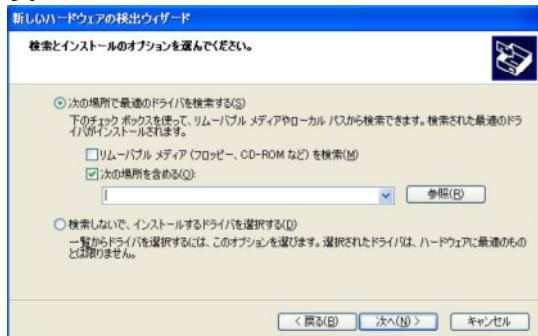 新しいハードウェアの検出ウィザード
検索とインストールのオプションを選んでください。
次の場所で最適のドライバを検索する(S)
下のチェック ボックスを使って、リムーバブル メディアやローカル パスから検索できます。検索された最適のドラ
イバがインストールされます。
リムーバブル メディア (フロッピー、CD-ROM など) を検索(M)
次の場所を含める(O):
参照(R)
検索しないで、インストールするドライバを選択する(D)
一覧からドライバを選択するには、このオプションを選びます。選択されたドライバは、ハードウェアに最適のもの
とは限りません。
< 戻る(B) 次へ(N) > キャンセル